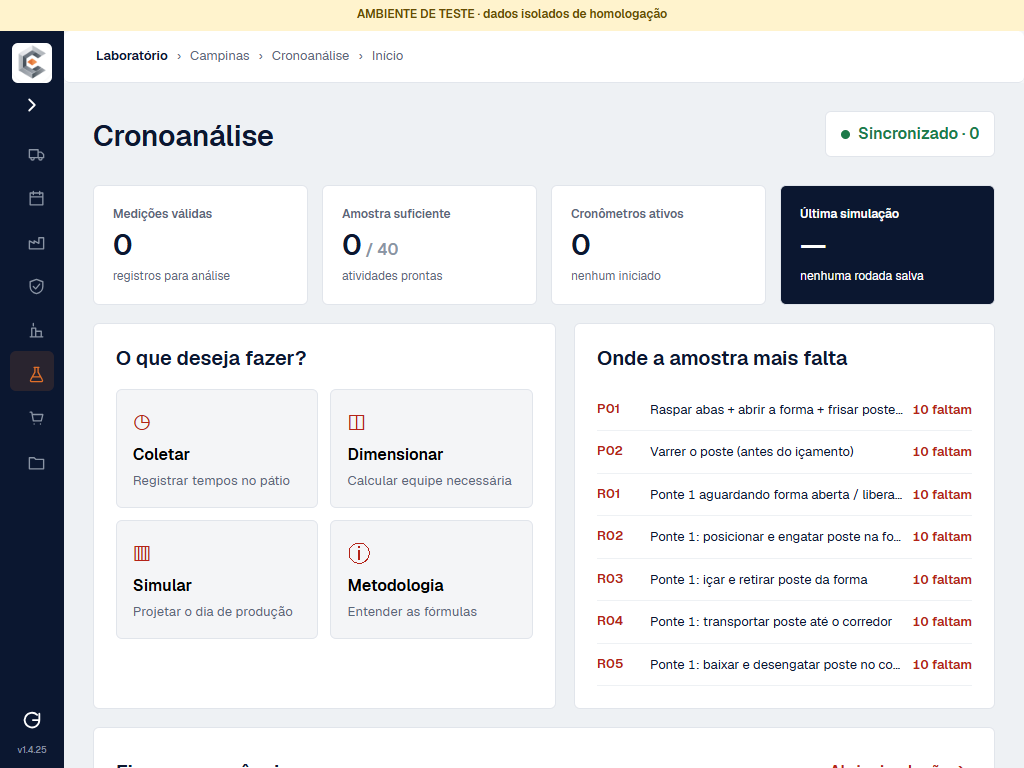 AMBIENTE DE TESTE · dados isolados de homologação
Laboratório › Campinas › Cronoanálise › Início
Cronoanálise
Sincronizado · 0
Medições válidas
0
registros para análise
Amostra suficiente
0 / 40
atividades prontas
Cronômetros ativos
0
nenhum iniciado
Última simulação
—
nenhuma rodada salva
O que deseja fazer?
Coletar
Registrar tempos no pátio
Dimensionar
Calcular equipe necessária
Simular
Projetar o dia de produção
Metodologia
Entender as fórmulas
Onde a amostra mais falta
P01 Raspar abas + abrir a forma + frisar poste... 10 faltam
P02 Varrer o poste (antes do içamento) 10 faltam
R01 Ponte 1 aguardando forma aberta / libera... 10 faltam
R02 Ponte 1: posicionar e engatar poste na fo... 10 faltam
R03 Ponte 1: içar e retirar poste da forma 10 faltam
R04 Ponte 1: transportar poste até o corredor 10 faltam
R05 Ponte 1: baixar e desengatar poste no co... 10 faltam
v1.4.25